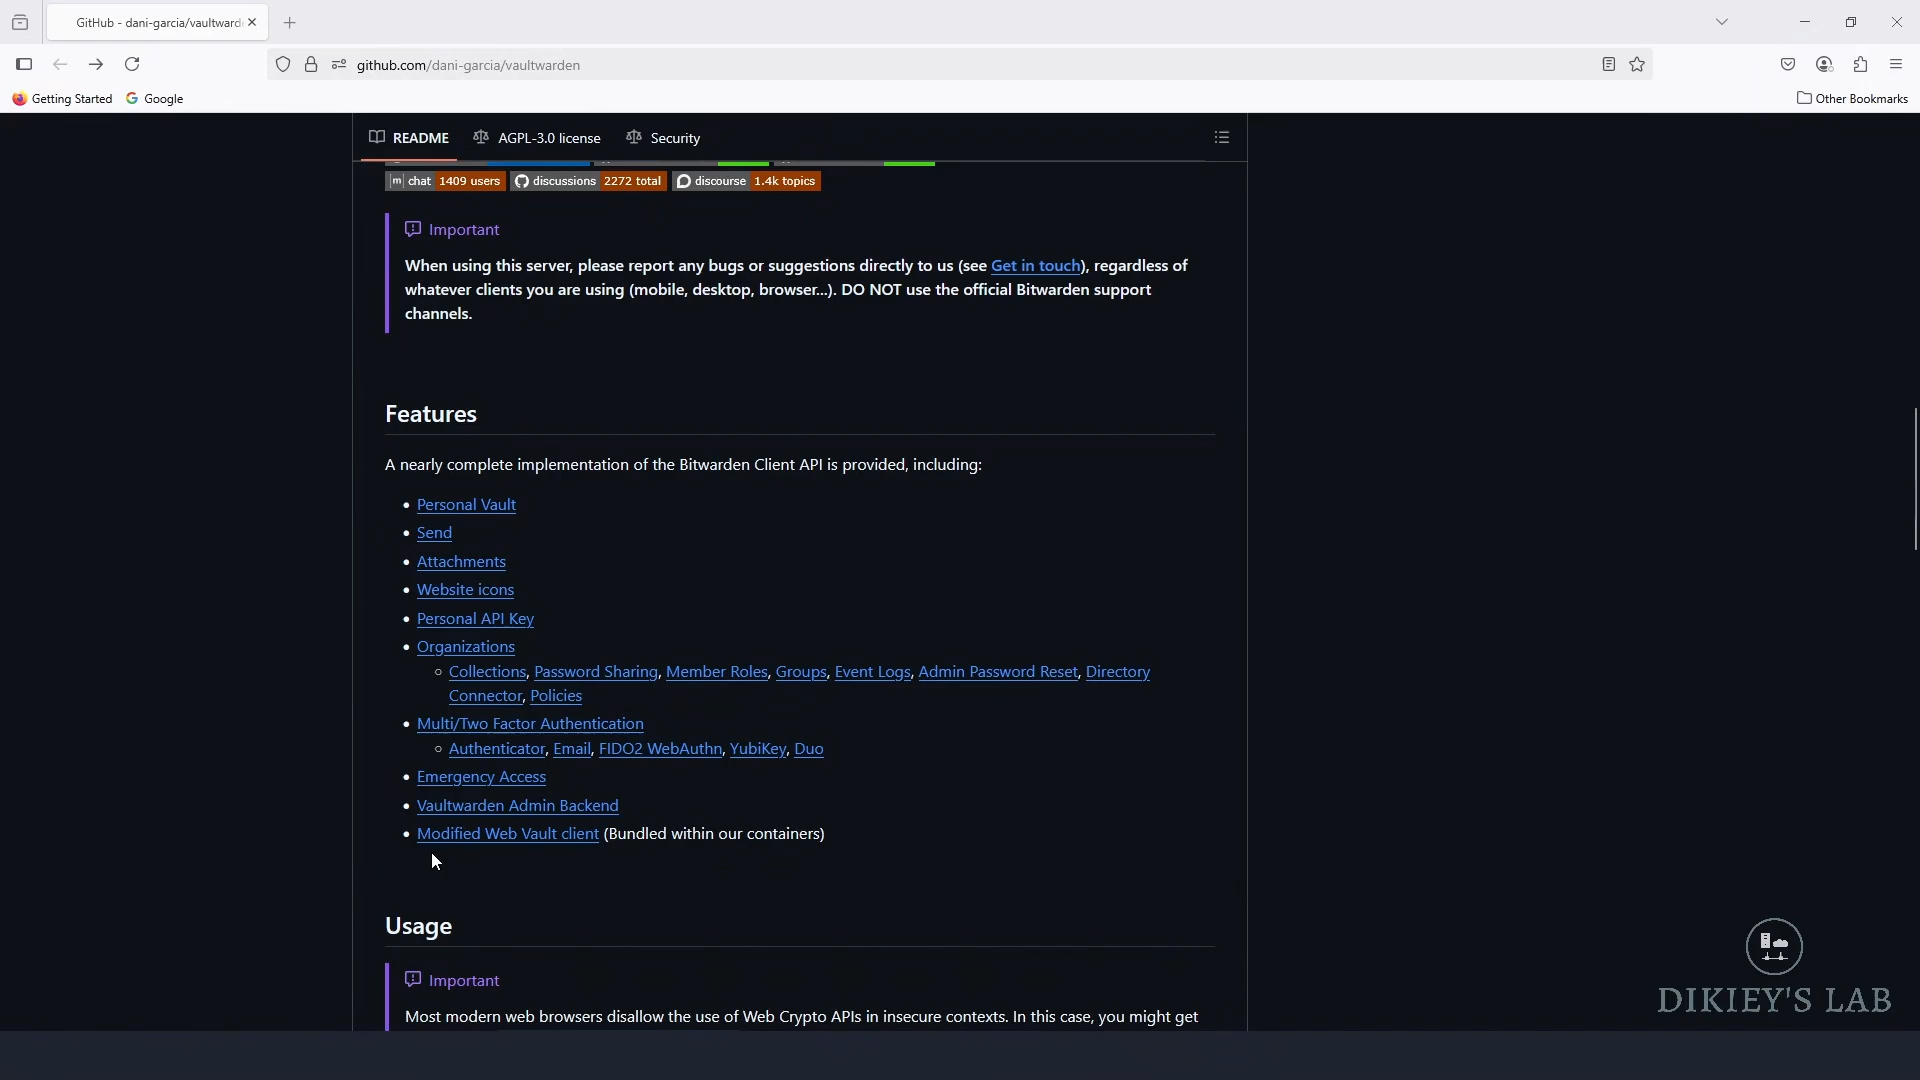 GitHub - dani-garcia/vaultward
github.com/dani-garcia/vaultwarden
Getting Started
Google
Other Bookmarks
README
AGPL-3.0 license
Security
chat 1409 users
discussions 2272 total
discourse 1.4k topics
Important
When using this server, please report any bugs or suggestions directly to us (see Get in touch), regardless of
whatever clients you are using (mobile, desktop, browser...). DO NOT use the official Bitwarden support
channels.
Features
A nearly complete implementation of the Bitwarden Client API is provided, including:
Personal Vault
Send
Attachments
Website icons
Personal API Key
Organizations
Collections, Password Sharing, Member Roles, Groups, Event Logs, Admin Password Reset, Directory
Connector, Policies
Multi/Two Factor Authentication
Authenticator, Email, FIDO2 WebAuthn, YubiKey, Duo
Emergency Access
Vaultwarden Admin Backend
Modified Web Vault client (Bundled within our containers)
Usage
Important
Most modern web browsers disallow the use of Web Crypto APIs in insecure contexts. In this case, you might get
DIKIEY'S LAB